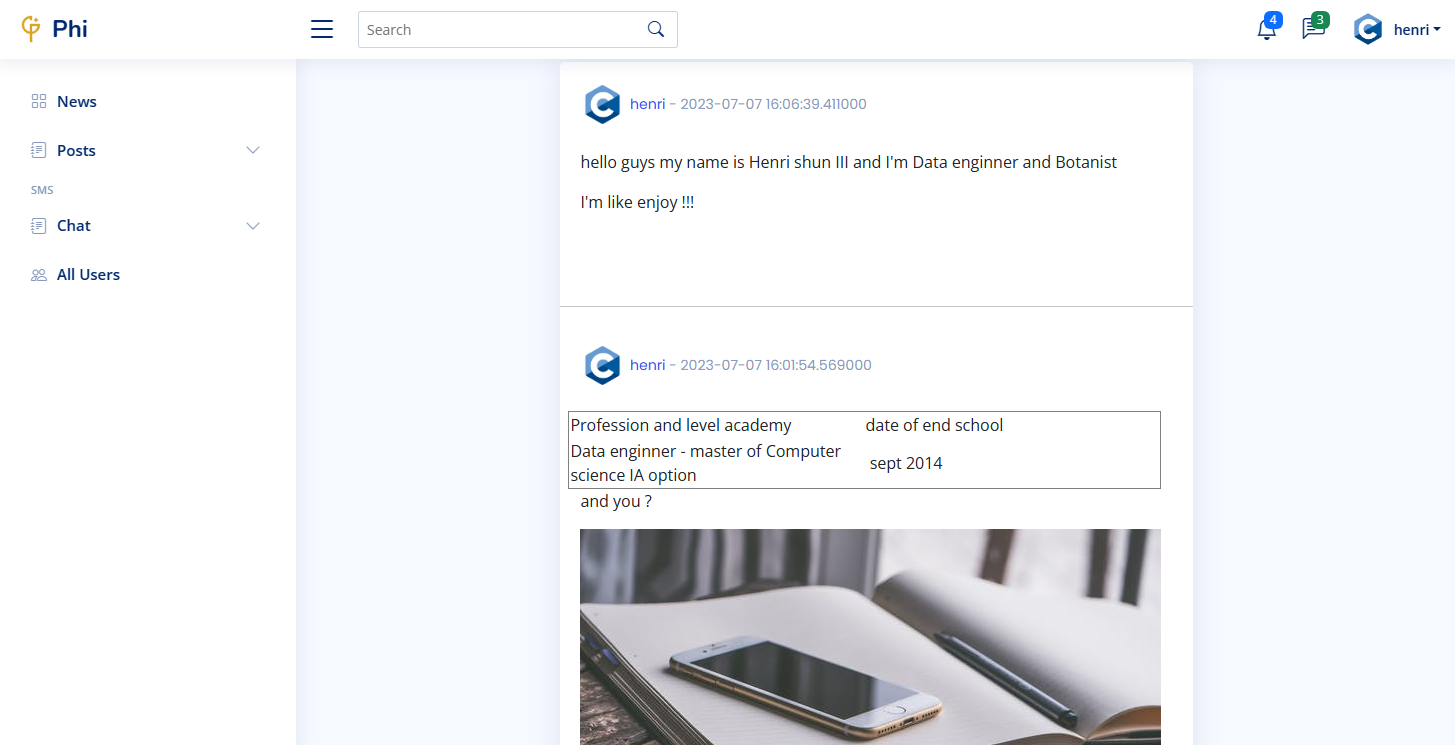 Phi
Search
4
3
henri
News
Posts
SMS
Chat
All Users
henri - 2023-07-07 16:06:39.411000
hello guys my name is Henri shun III and I'm Data enginner and Botanist
I'm like enjoy !!!
henri - 2023-07-07 16:01:54.569000
Profession and level academy date of end school
Data enginner - master of Computer
science IA option
sept 2014
and you ?